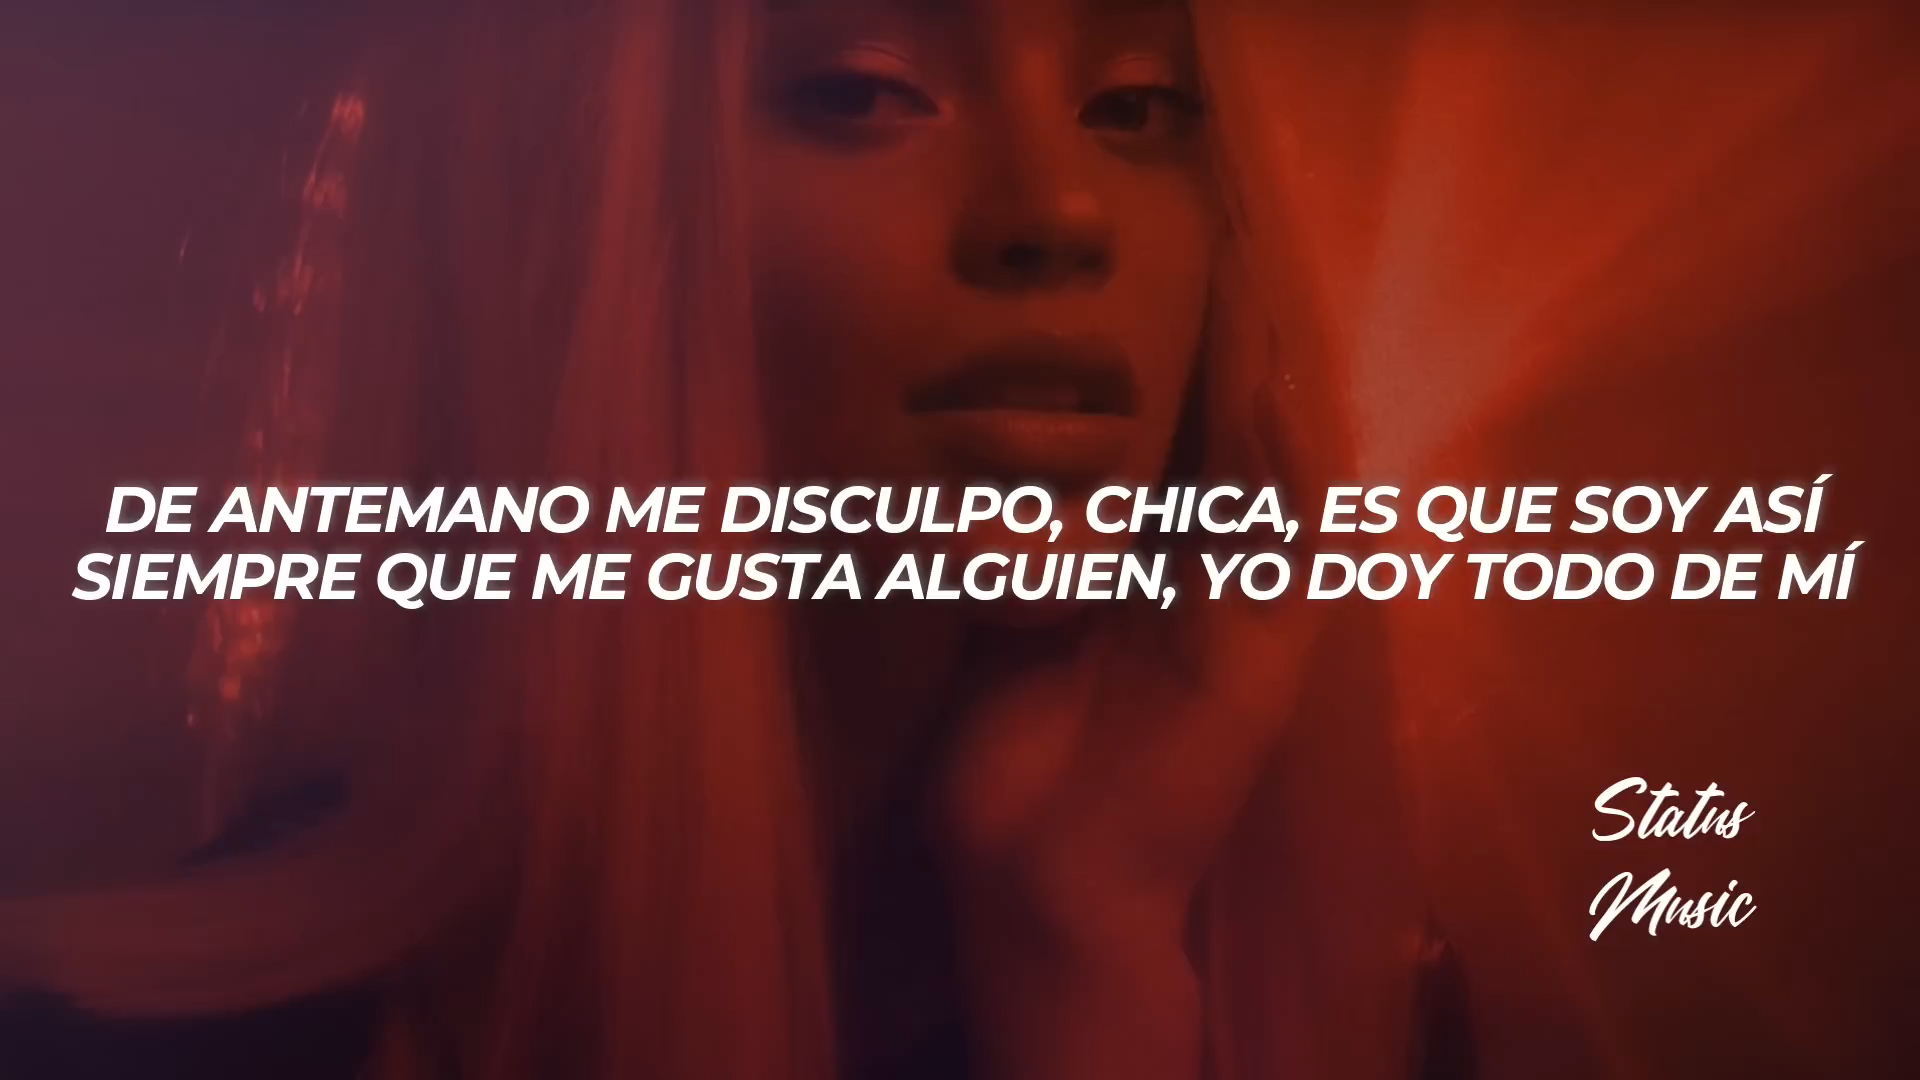 DE ANTEMANO ME DISCULPO, CHICA, ES QUE SOY ASÍ
SIEMPRE QUE ME GUSTA ALGUIEN, YO DOY TODO DE MÍ
Status
Music